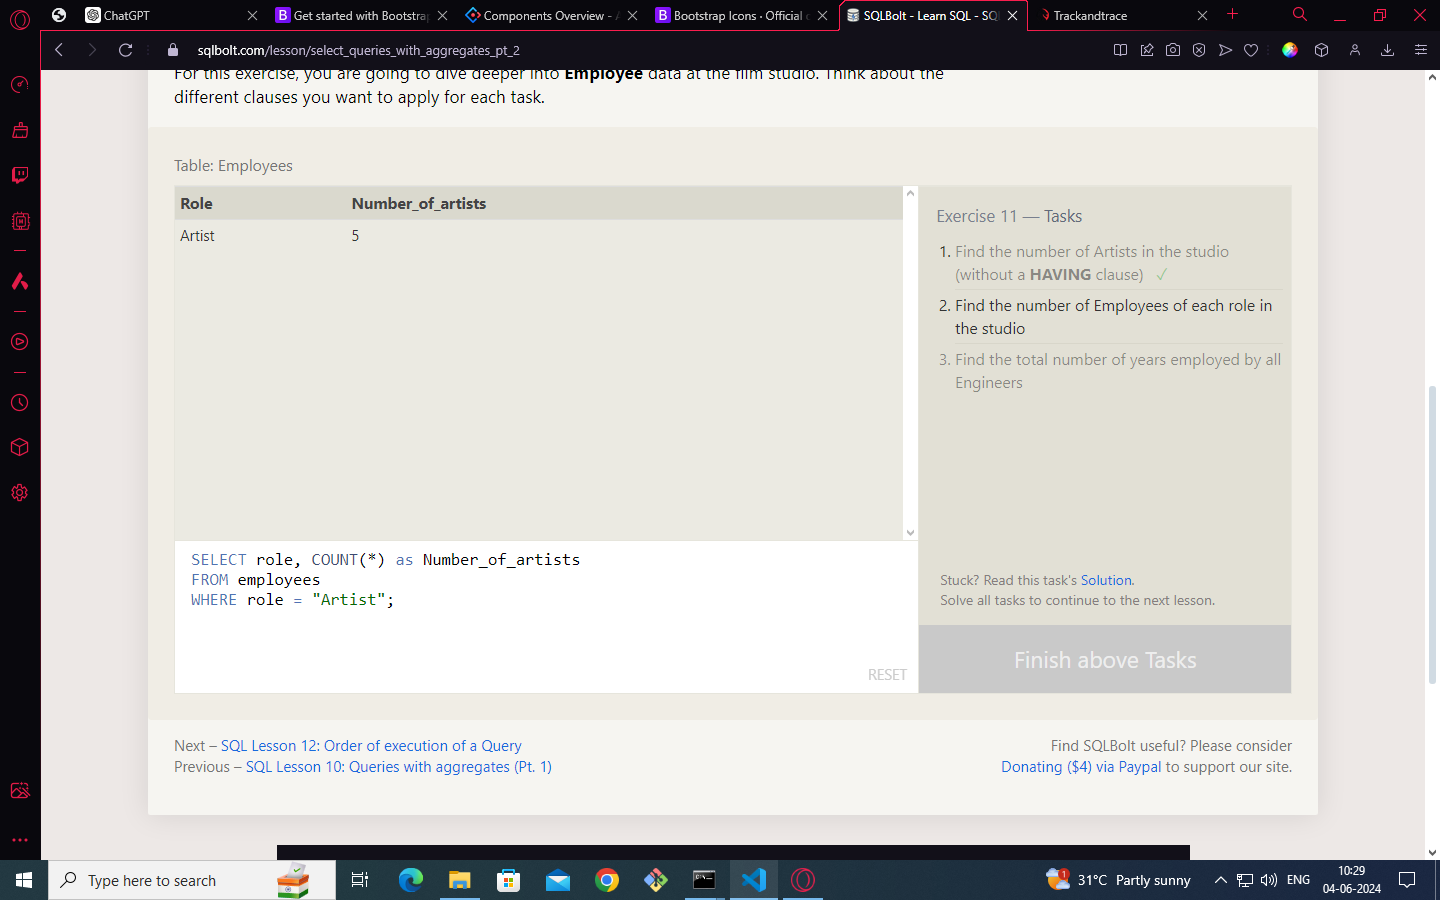 ChatGPT
Get started with Bootstrap
Components Overview - A
Bootstrap Icons · Official o
SQLBolt - Learn SQL - SQL
Trackandtrace
sqlbolt.com/lesson/select_queries_with_aggregates_pt_2
For this exercise, you are going to dive deeper into Employee data at the film studio. Think about the
different clauses you want to apply for each task.
Table: Employees
Role Number_of_artists
Artist 5
Exercise 11 — Tasks
1. Find the number of Artists in the studio
(without a HAVING clause) ✓
2. Find the number of Employees of each role in
the studio
3. Find the total number of years employed by all
Engineers
SELECT role, COUNT(*) as Number_of_artists
FROM employees
WHERE role = "Artist";
RESET
Stuck? Read this task's Solution.
Solve all tasks to continue to the next lesson.
Finish above Tasks
Next – SQL Lesson 12: Order of execution of a Query
Previous – SQL Lesson 10: Queries with aggregates (Pt. 1)
Find SQLBolt useful? Please consider
Donating ($4) via Paypal to support our site.
Type here to search
1
31°C Partly sunny
ENG
10:29
04-06-2024